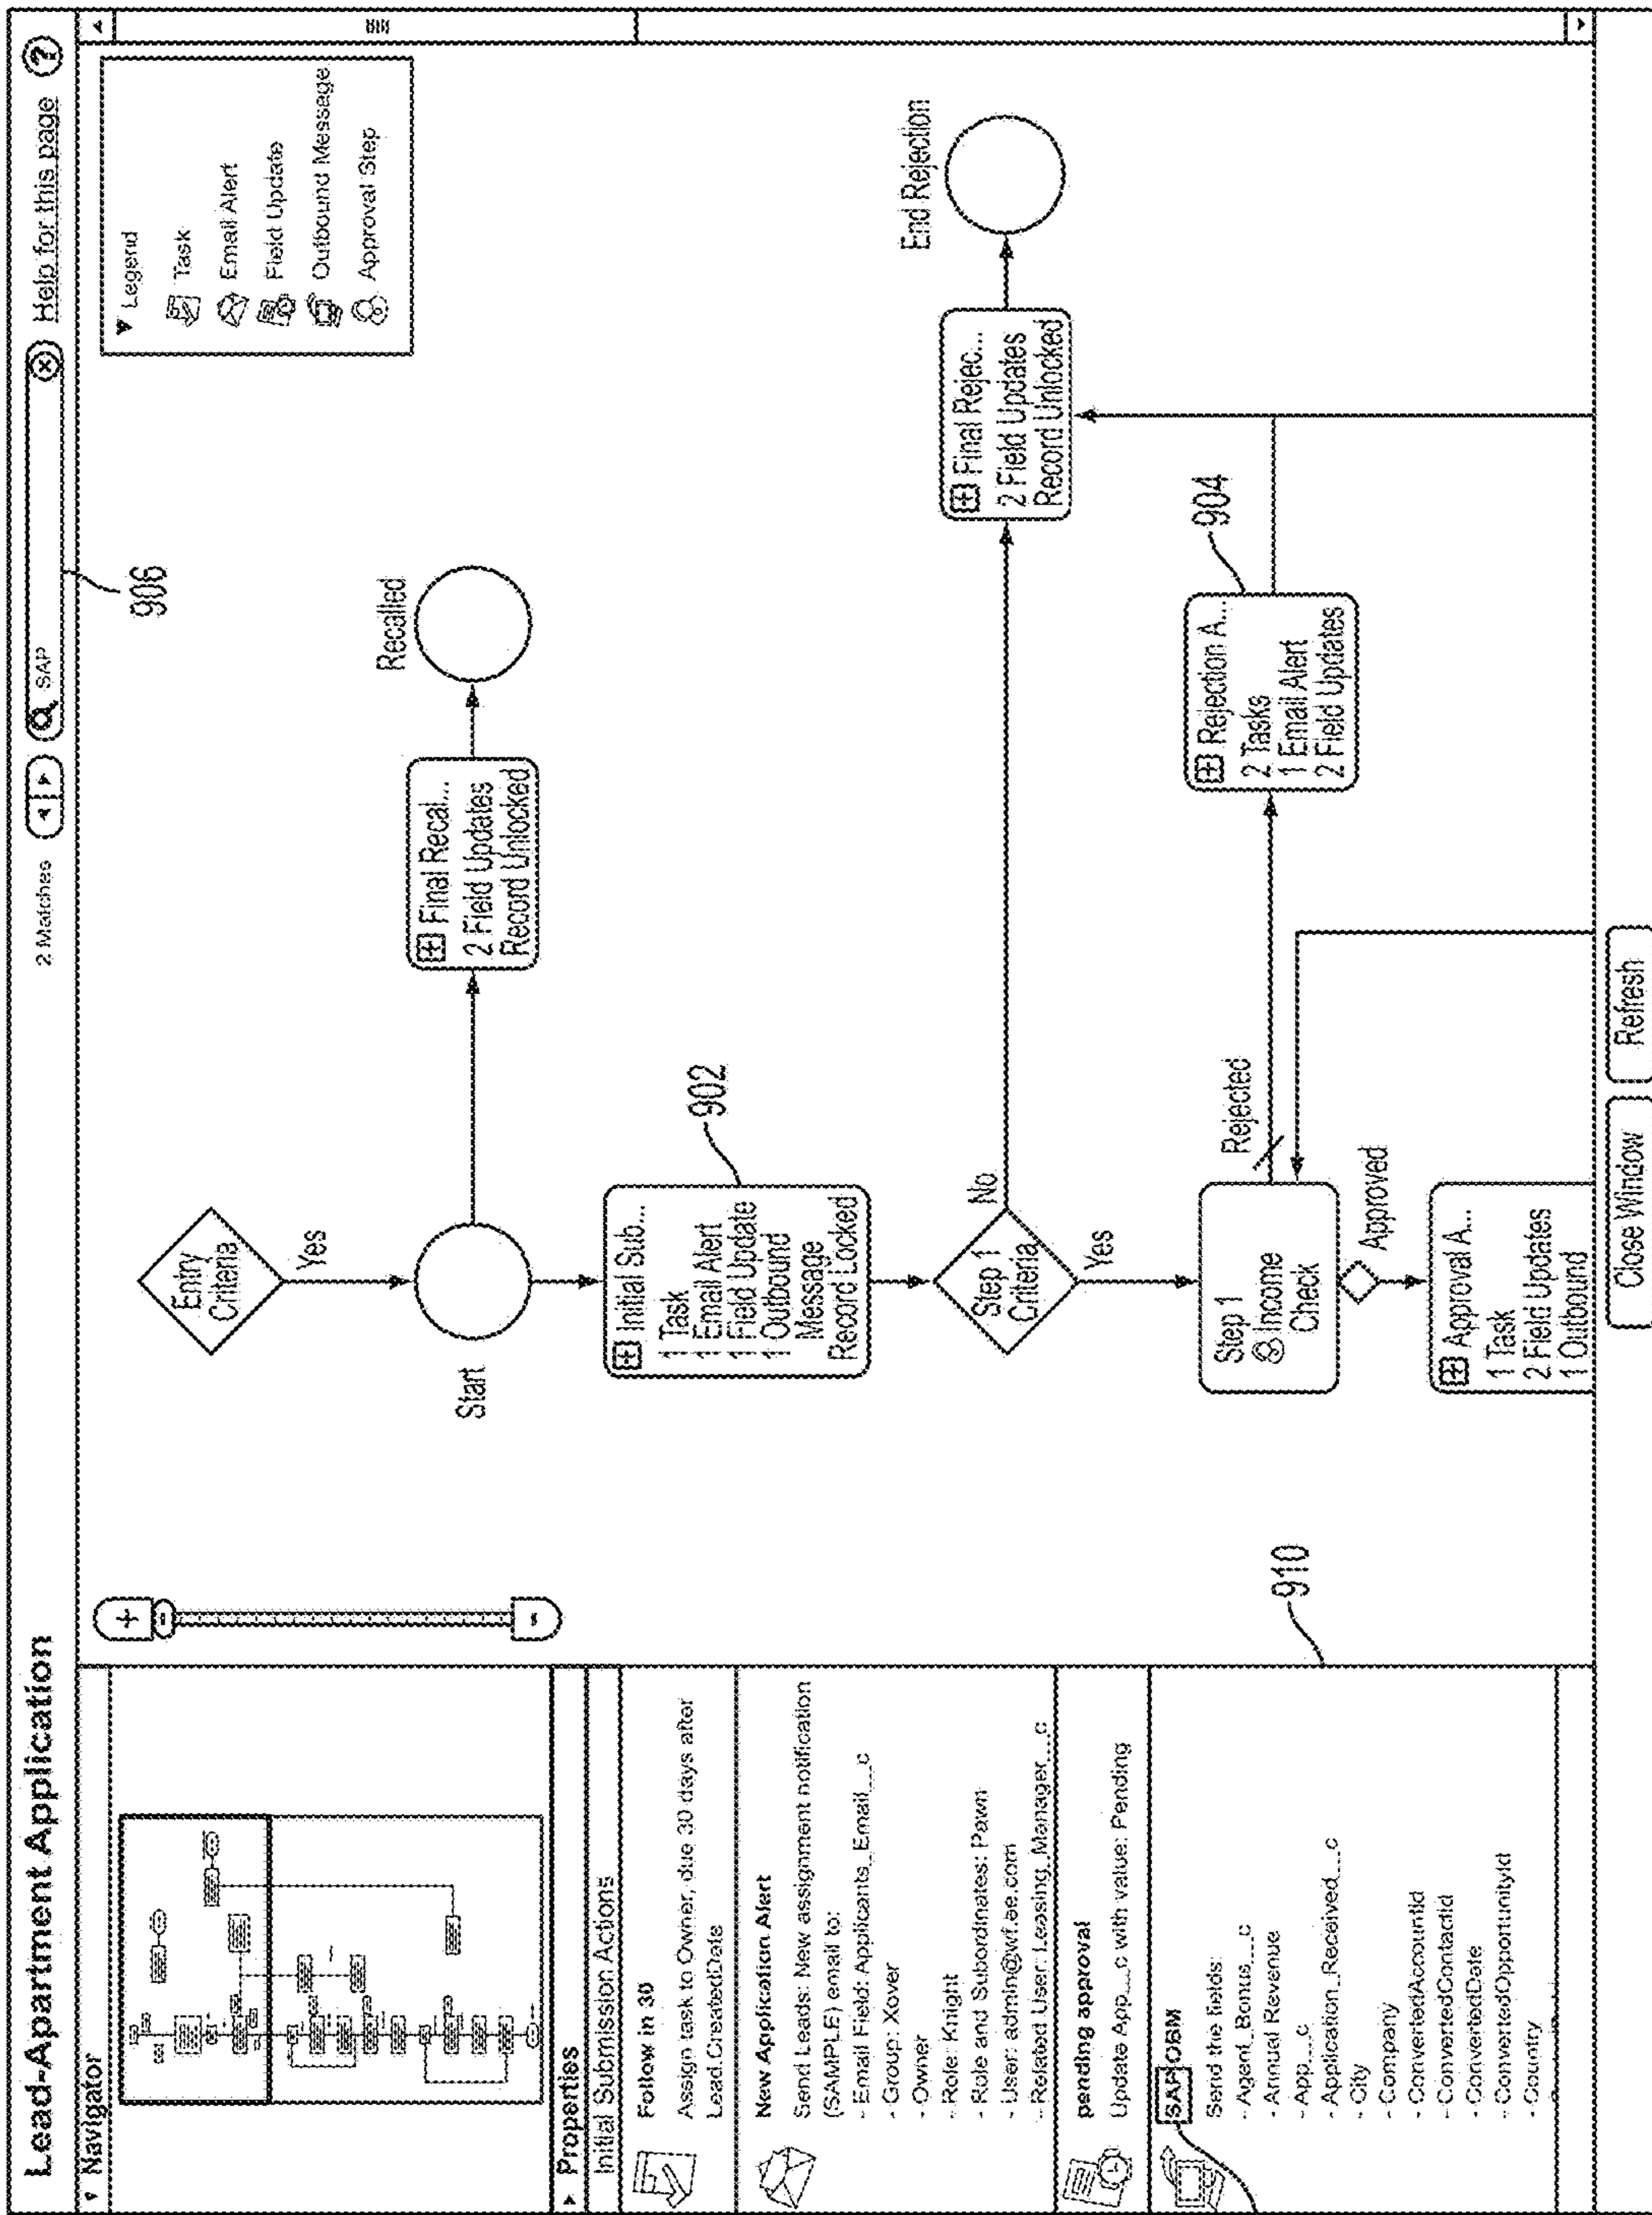 Lead-Apartment Application
2 Matches
SAP
Help for this page
?
906
Navigator
Properties
Initial Submission Actions
Follow in 30
Assign task to Owner, due 30 days after
Lead.CreatedDate
New Application Alert
Send Leads: New assignment notification
(SAMPLE) email to:
- Email Field: Applicants_Email__c
- Group: Xover
- Owner
- Role: Knight
- Role and Subordinates: Pawn
- User: admin@wf.ee.com
- Related User: Leasing_Manager__c
pending approval
Update App__c with value: Pending
SAP OBM
Send the fields:
- Agent_Bonus__c
- Annual Revenue
- App__c
- Application_Received__c
- City
- Company
- ConvertedAccountId
- ConvertedContactId
- ConvertedDate
- ConvertedOpportunityId
- Country
910
+
-
Legend
Task
Email Alert
Field Update
Outbound Message
Approval Step
Entry
Criteria
Yes
Start
Final Recal...
2 Field Updates
Record Unlocked
Recalled
Initial Sub...
1 Task
1 Email Alert
1 Field Update
1 Outbound
Message
Record Locked
902
Step 1
Criteria
No
Yes
Final Rejec...
2 Field Updates
Record Unlocked
End Rejection
Step 1
Income
Check
Rejected
Approved
Rejection A...
2 Tasks
1 Email Alert
2 Field Updates
904
Approval A...
1 Task
2 Field Updates
1 Outbound
Close Window
Refresh